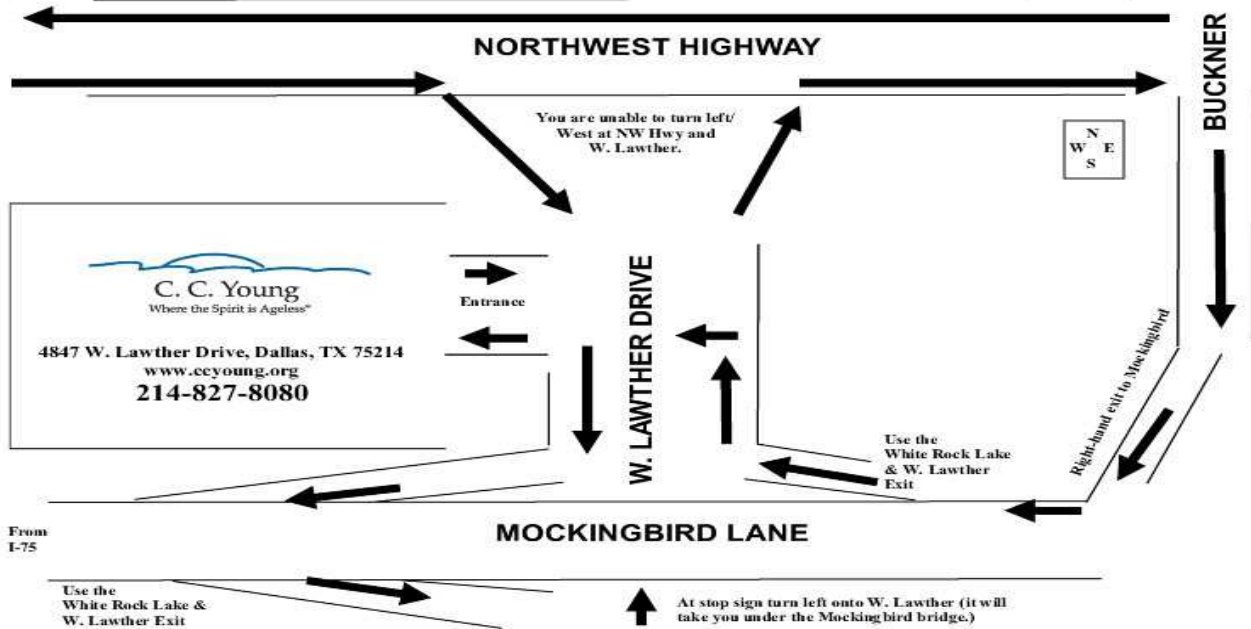 NORTHWEST HIGHWAY
BUCKNER
You are unable to turn left/
West at NW Hwy and
W. Lawther.
N
W E
S
C. C. Young
Where the Spirit is Ageless"
4847 W. Lawther Drive, Dallas, TX 75214
www.ccyoung.org
214-827-8080
Entrance
W. LAWTHER DRIVE
Right-hand exit to Mockingbird
Use the
White Rock Lake
& W. Lawther
Exit
From
I-75
MOCKINGBIRD LANE
Use the
White Rock Lake &
W. Lawther Exit
At stop sign turn left onto W. Lawther (it will
take you under the Mockingbird bridge.)